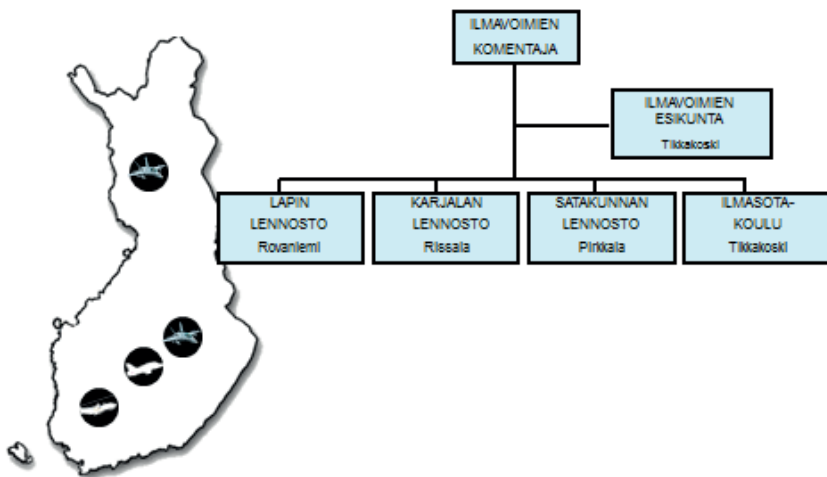 ILMAVOIMIEN
KOMENTAJA
ILMAVOIMIEN
ESIKUNTA
Tikkakoski
LAPIN
LENNOSTO
Rovaniemi
KARJALAN
LENNOSTO
Rissala
SATAKUNNAN
LENNOSTO
Pirkkala
ILMASOTA-
KOULU
Tikkakoski